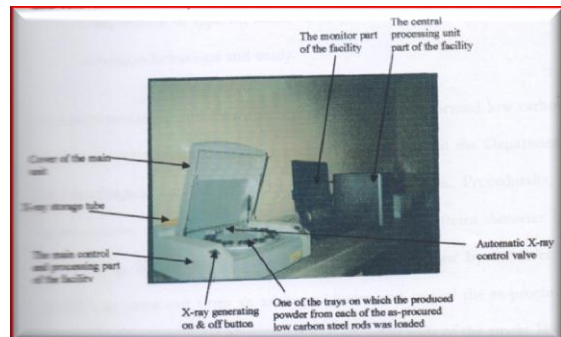 The monitor part
of the facility
The central
processing unit
part of the facility
Cover of the main
unit
X-ray storage tube
The main control
and processing part
of the facility
Automatic X-ray
control valve
X-ray generating
on & off button
One of the trays on which the produced
powder from each of the as-procured
low carbon steel rods was loaded